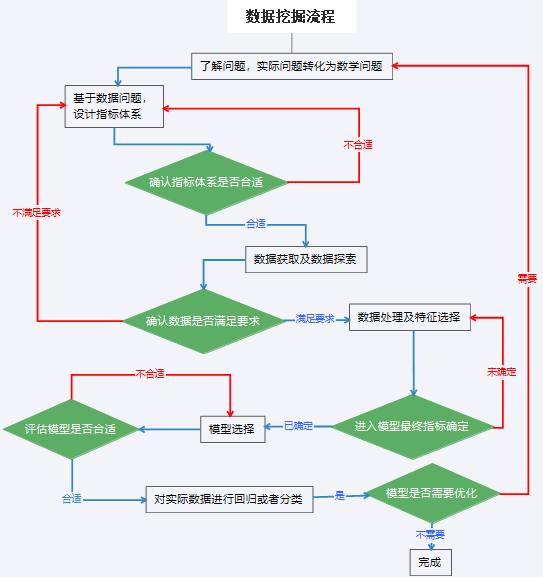 数据挖掘流程
了解问题，实际问题转化为数学问题
基于数据问题，
设计指标体系
不合适
确认指标体系是否合适
不满足要求
合适
数据获取及数据探索
需要
确认数据是否满足要求
满足要求
数据处理及特征选择
不合适
未确定
评估模型是否合适
模型选择
已确定
进入模型最终指标确定
合适
对实际数据进行回归或者分类
是
模型是否需要优化
不需要
完成